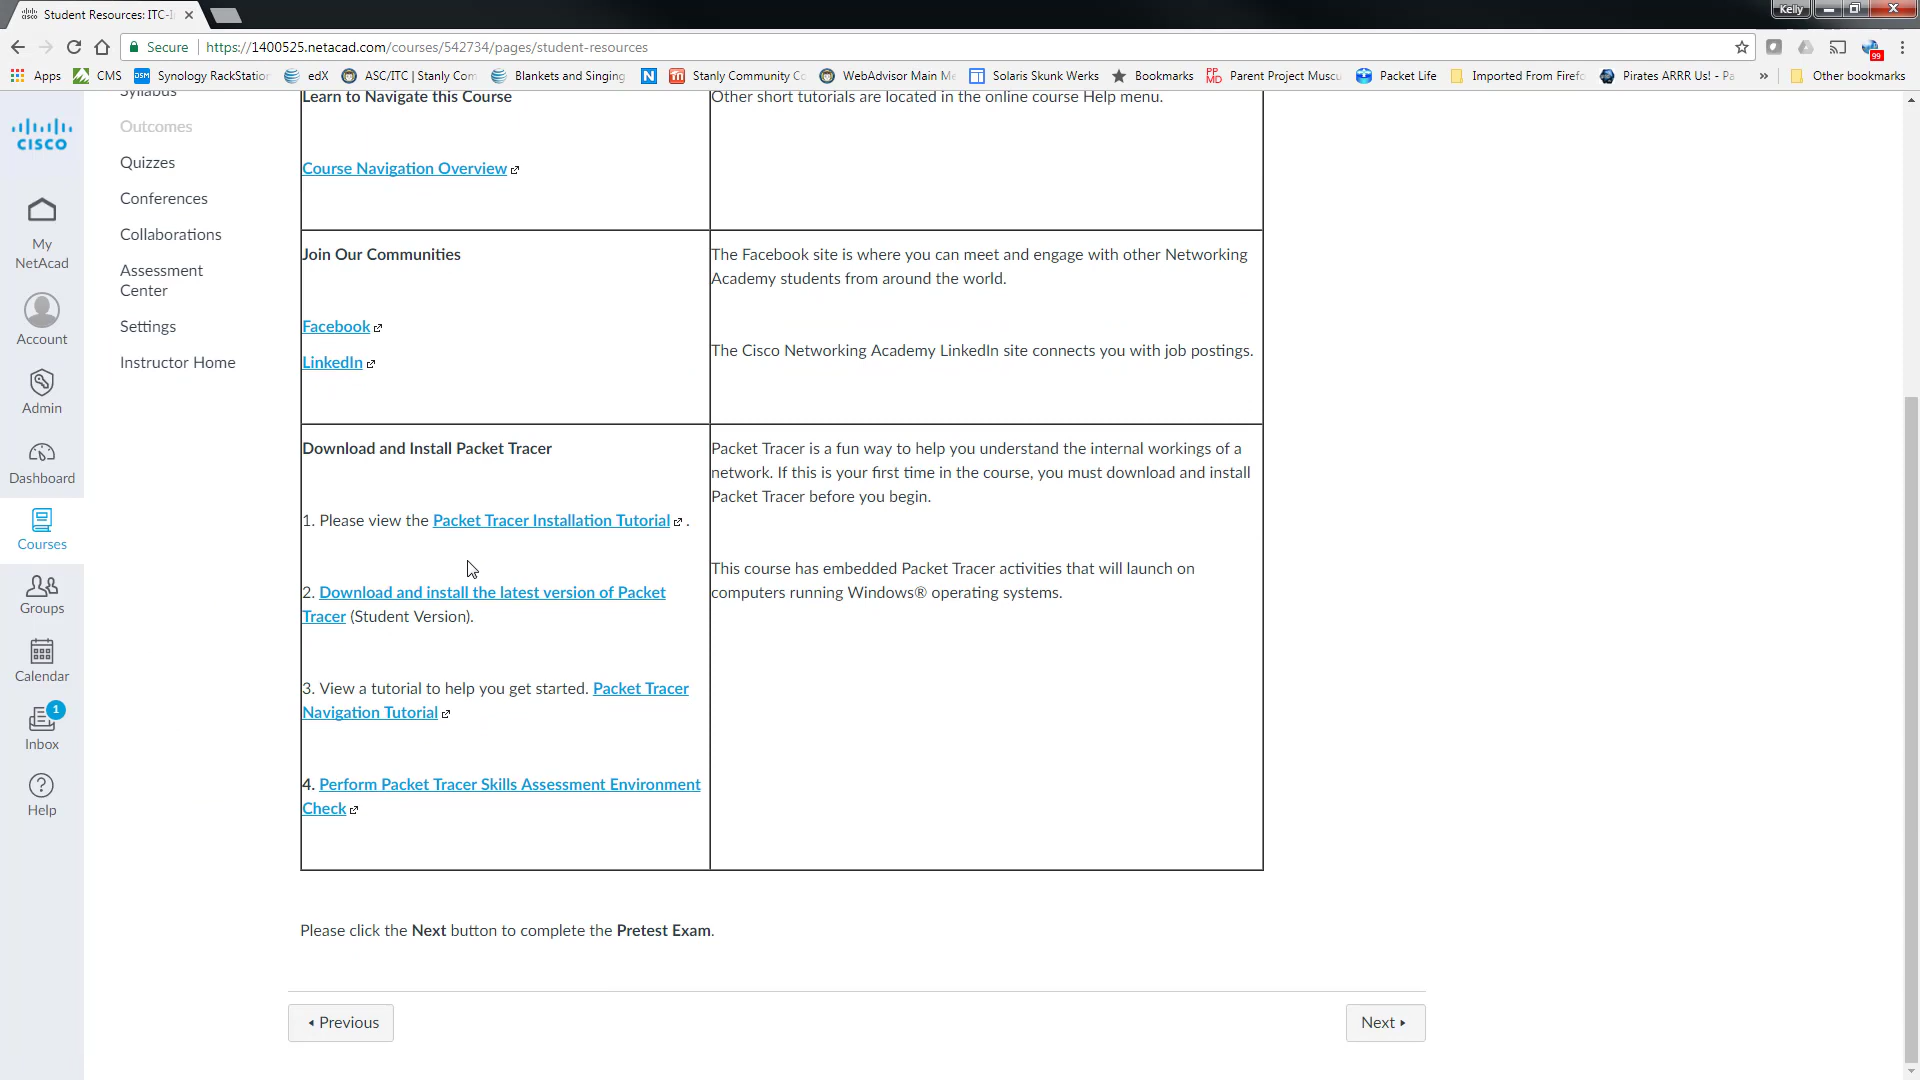 Student Resources: ITC-I
Kelly
Secure
https://1400525.netacad.com/courses/542734/pages/student-resources
Apps
CMS
Synology RackStation
edX
ASC/ITC | Stanly Com
Blankets and Singing
Stanly Community Co
WebAdvisor Main Me
Solaris Skunk Werks
Bookmarks
Parent Project Muscu
Packet Life
Imported From Firefo
Pirates ARRR Us! - Pa
»
Other bookmarks
99
Syllabus
Outcomes
Quizzes
Conferences
Collaborations
Assessment
Center
Settings
Instructor Home
CISCO
My
NetAcad
Account
Admin
Dashboard
Courses
Groups
Calendar
1
Inbox
Help
Learn to Navigate this Course
Course Navigation Overview
Other short tutorials are located in the online course Help menu.
Join Our Communities
Facebook
LinkedIn
The Facebook site is where you can meet and engage with other Networking
Academy students from around the world.
The Cisco Networking Academy LinkedIn site connects you with job postings.
Download and Install Packet Tracer
1. Please view the Packet Tracer Installation Tutorial .
2. Download and install the latest version of Packet
Tracer (Student Version).
3. View a tutorial to help you get started. Packet Tracer
Navigation Tutorial
4. Perform Packet Tracer Skills Assessment Environment
Check
Packet Tracer is a fun way to help you understand the internal workings of a
network. If this is your first time in the course, you must download and install
Packet Tracer before you begin.
This course has embedded Packet Tracer activities that will launch on
computers running Windows® operating systems.
Please click the Next button to complete the Pretest Exam.
Previous
Next